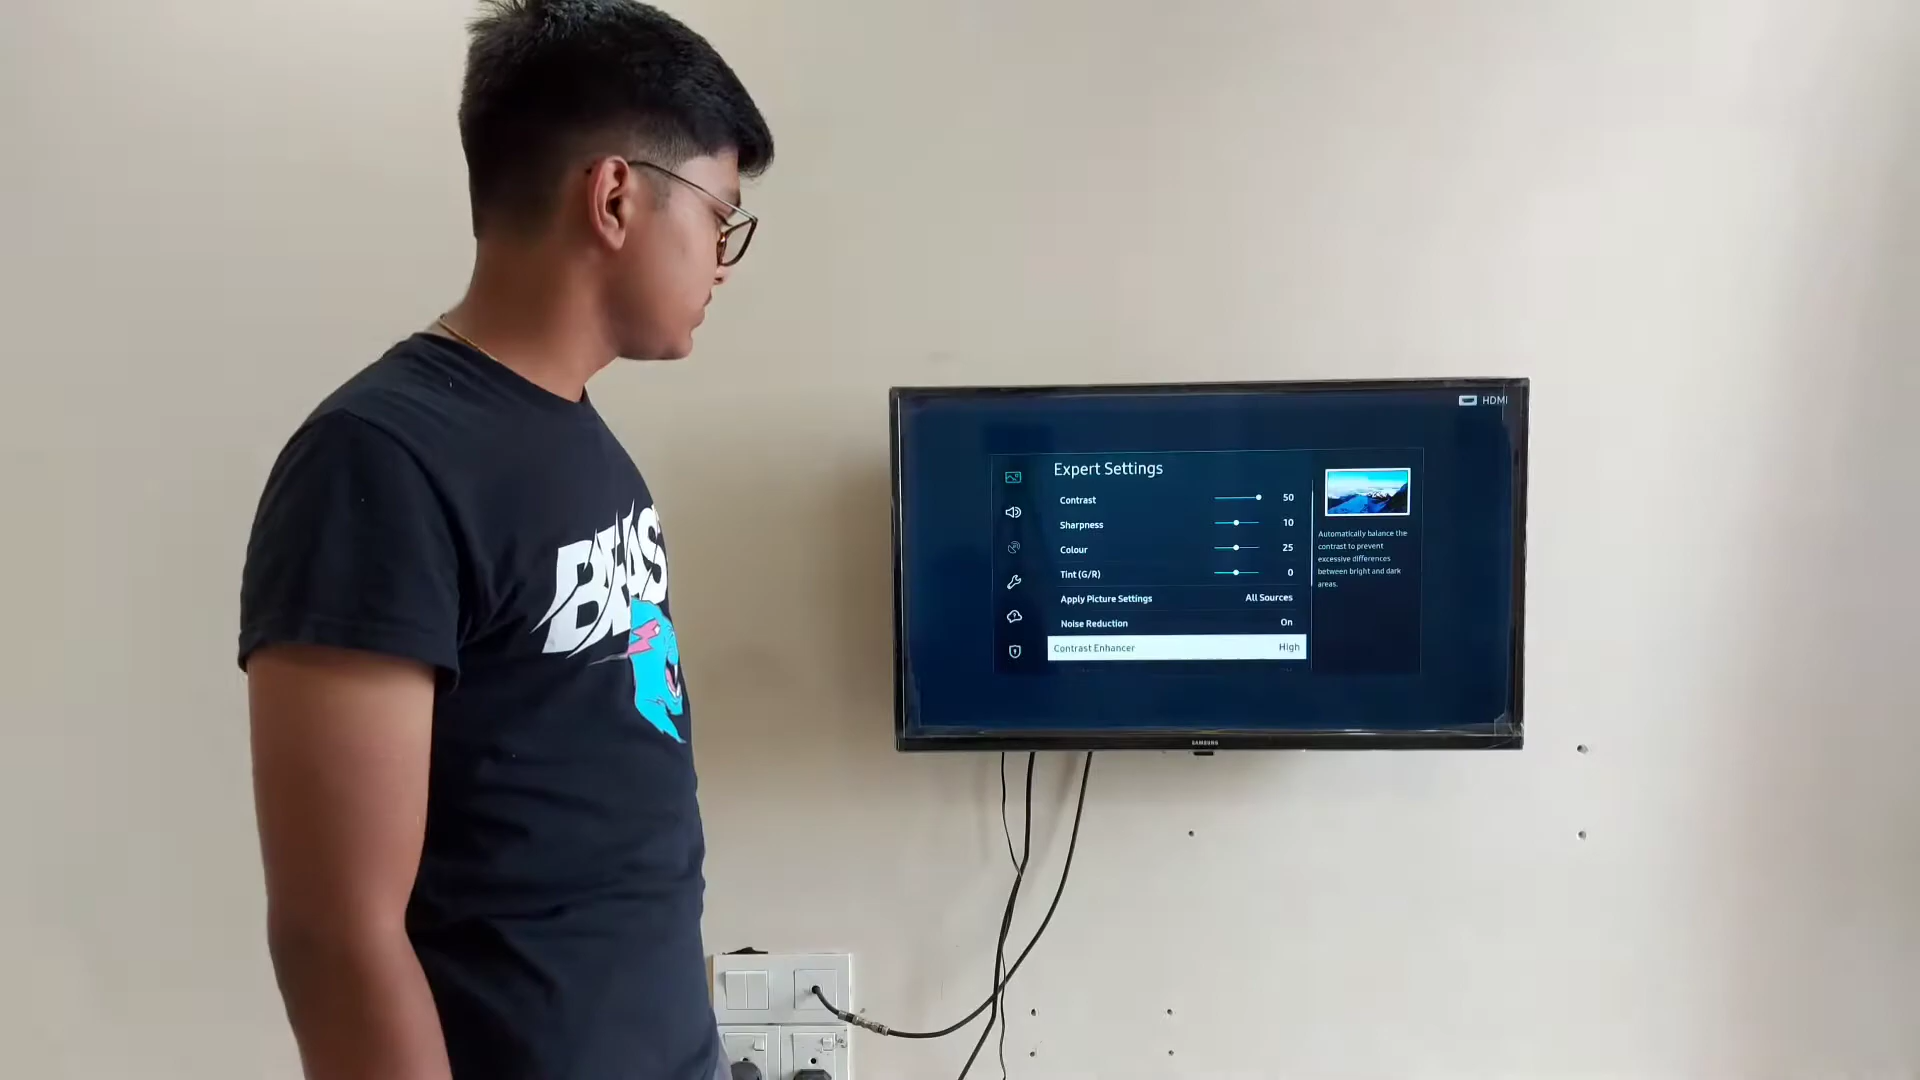 BEAST
HDMI
Expert Settings
Contrast 50
Sharpness 10
Colour 25
Tint (G/R) 0
Apply Picture Settings All Sources
Noise Reduction On
Contrast Enhancer High
Automatically balance the
contrast to prevent
excessive differences
between bright and dark
areas.
SAMSUNG